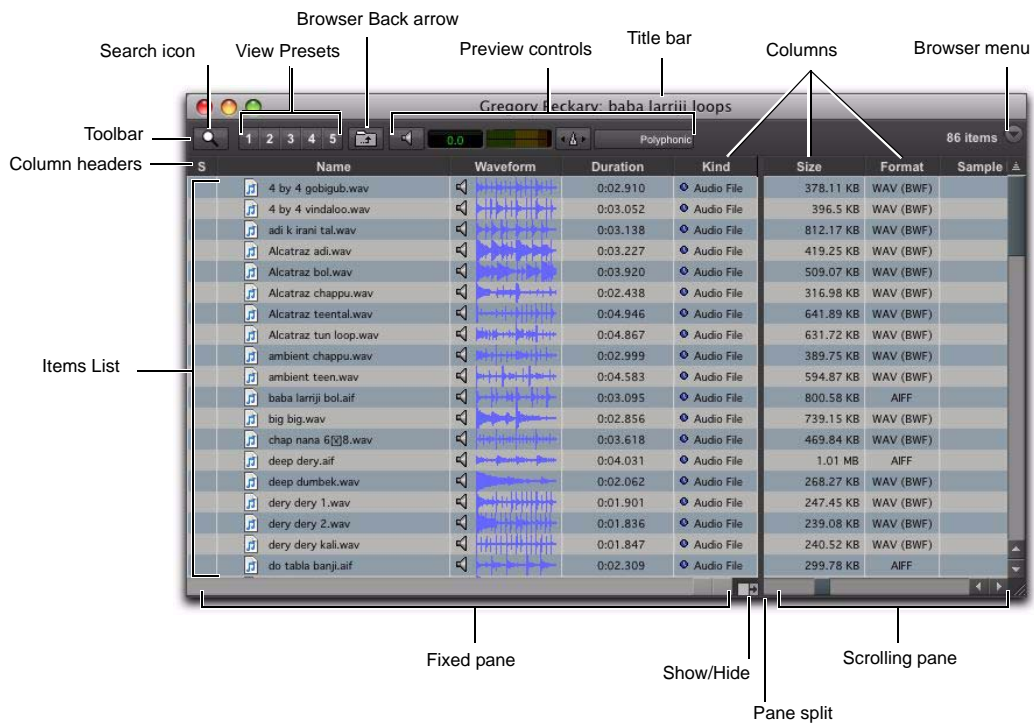 Browser Back arrow
Search icon
View Presets
Preview controls
Title bar
Columns
Browser menu
Gregory Peckary: baba larriji loops
Toolbar
1 2 3 4 5
0.0
Polyphonic
86 items
Column headers
S Name Waveform Duration Kind Size Format Sample
4 by 4 gobigub.wav 0:02.910 Audio File 378.11 KB WAV (BWF)
4 by 4 vindaloo.wav 0:03.052 Audio File 396.5 KB WAV (BWF)
adi k irani tal.wav 0:03.138 Audio File 812.17 KB WAV (BWF)
Alcatraz adi.wav 0:03.227 Audio File 419.25 KB WAV (BWF)
Alcatraz bol.wav 0:03.920 Audio File 509.07 KB WAV (BWF)
Alcatraz chappu.wav 0:02.438 Audio File 316.98 KB WAV (BWF)
Alcatraz teental.wav 0:04.946 Audio File 641.89 KB WAV (BWF)
Alcatraz tun loop.wav 0:04.867 Audio File 631.72 KB WAV (BWF)
ambient chappu.wav 0:02.999 Audio File 389.75 KB WAV (BWF)
Items List
ambient teen.wav 0:04.583 Audio File 594.87 KB WAV (BWF)
baba larriji bol.aif 0:03.095 Audio File 800.58 KB AIFF
big big.wav 0:02.856 Audio File 739.15 KB WAV (BWF)
chap nana 6 8.wav 0:03.618 Audio File 469.84 KB WAV (BWF)
deep dery.aif 0:04.031 Audio File 1.01 MB AIFF
deep dumbek.wav 0:02.062 Audio File 268.27 KB WAV (BWF)
dery dery 1.wav 0:01.901 Audio File 247.45 KB WAV (BWF)
dery dery 2.wav 0:01.836 Audio File 239.08 KB WAV (BWF)
dery dery kali.wav 0:01.847 Audio File 240.52 KB WAV (BWF)
do tabla banji.aif 0:02.309 Audio File 299.78 KB AIFF
Fixed pane
Show/Hide
Scrolling pane
Pane split